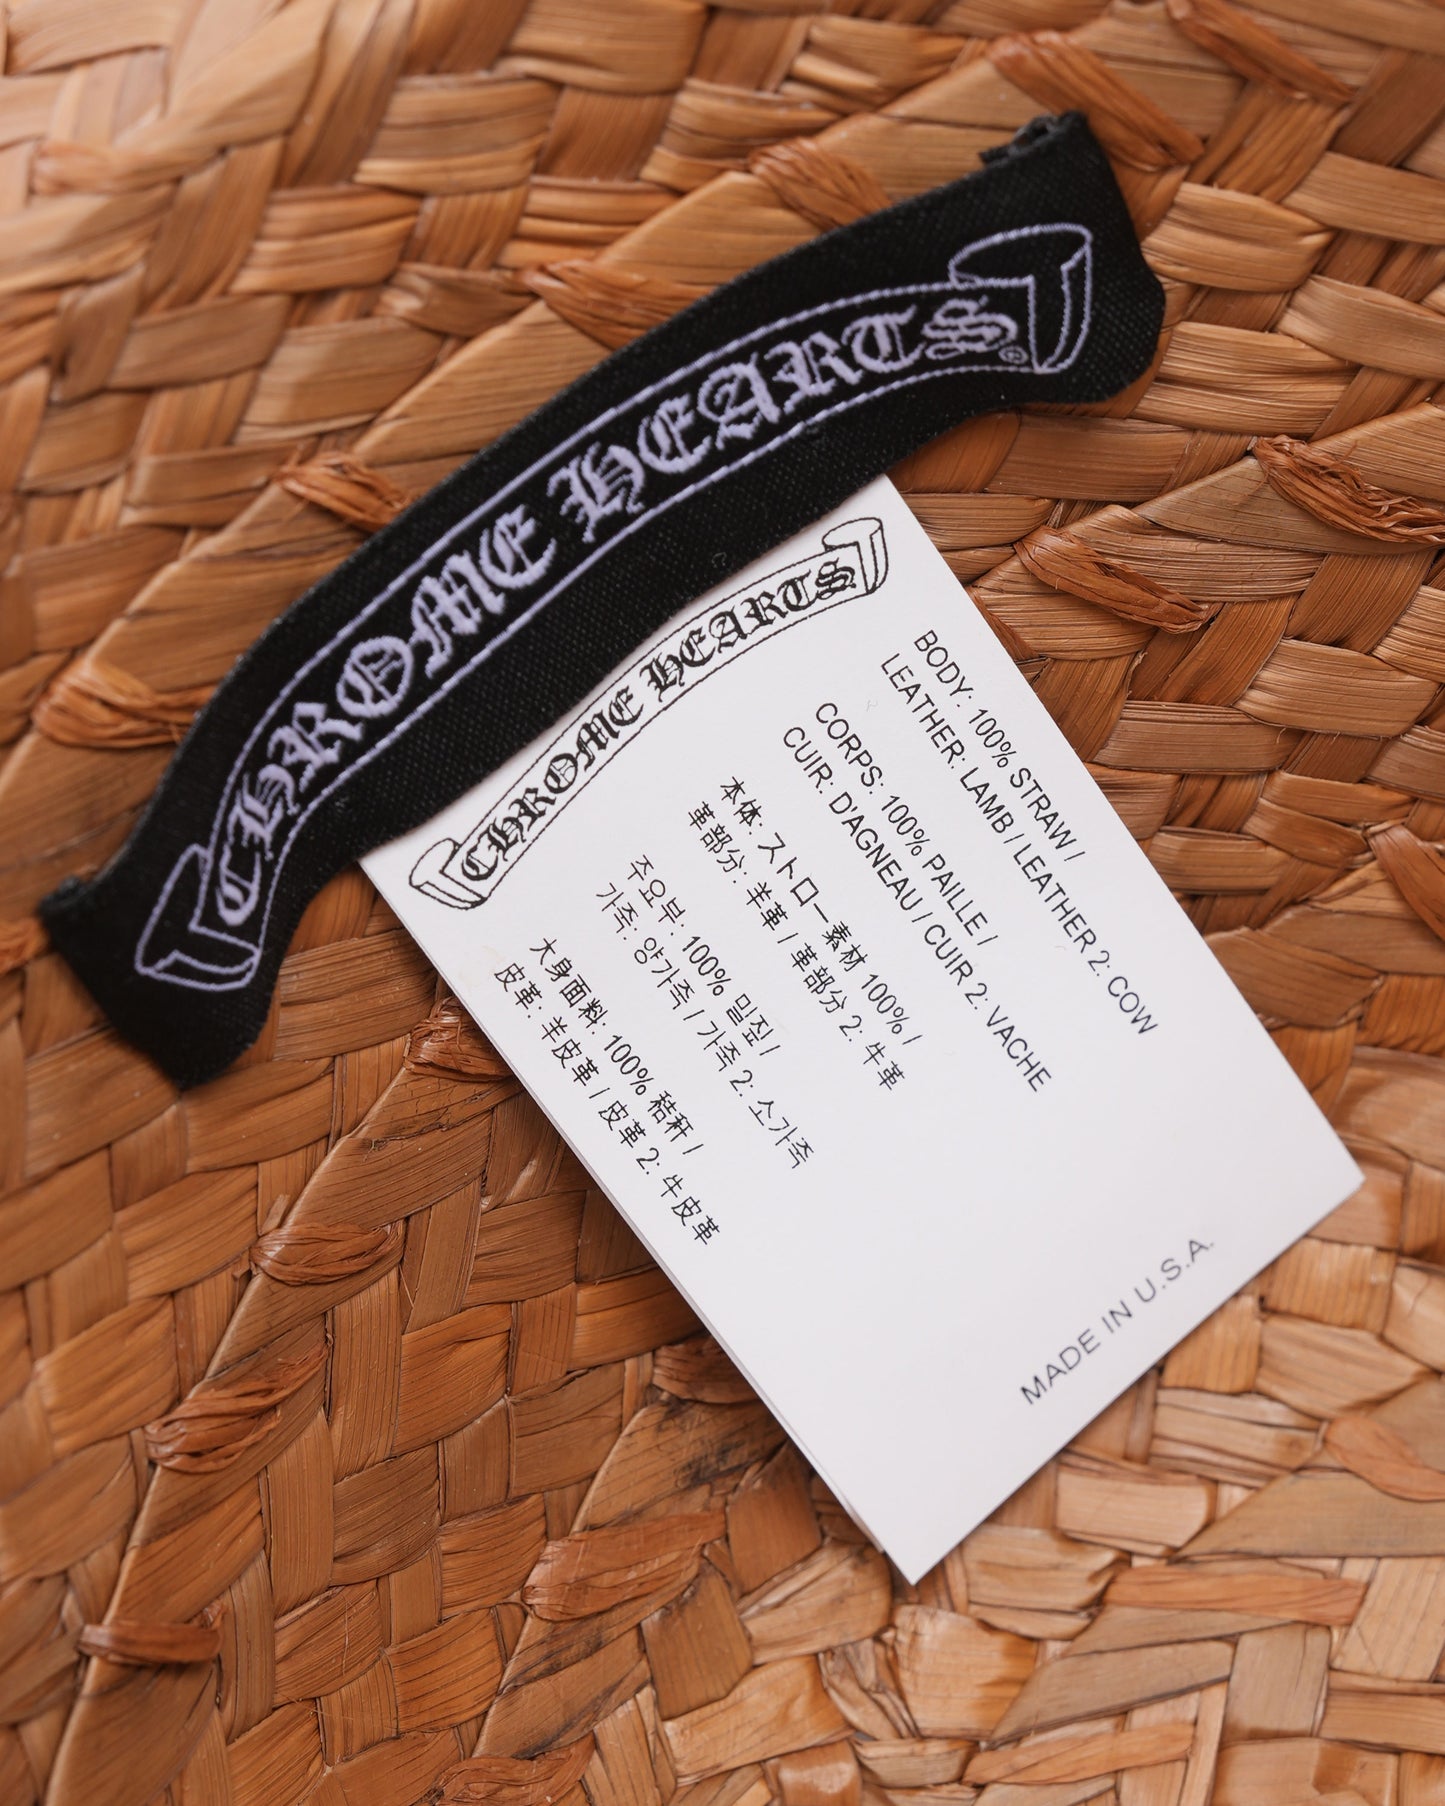 CHROME HEARTS®
CHROME HEARTS
BODY: 100% STRAW /
LEATHER: LAMB / LEATHER 2: COW
CORPS: 100% PAILLE /
CUIR: D'AGNEAU / CUIR 2: VACHE
本体: ストロー素材 100% /
革部分: 羊革 / 革部分 2: 牛革
주요부: 100% 밀짚 /
가죽: 양가죽 / 가죽 2: 소가죽
大身面料: 100% 秸秆 /
皮革: 羊皮革 / 皮革 2: 牛皮革
MADE IN U.S.A.